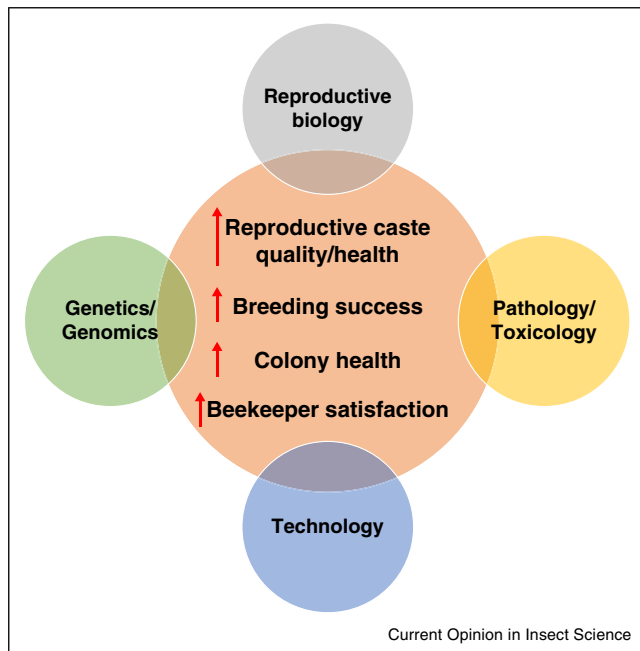 Reproductive
biology
Reproductive caste
quality/health
Genetics/
Genomics
Breeding success
Pathology/
Toxicology
Colony health
Beekeeper satisfaction
Technology
Current Opinion in Insect Science